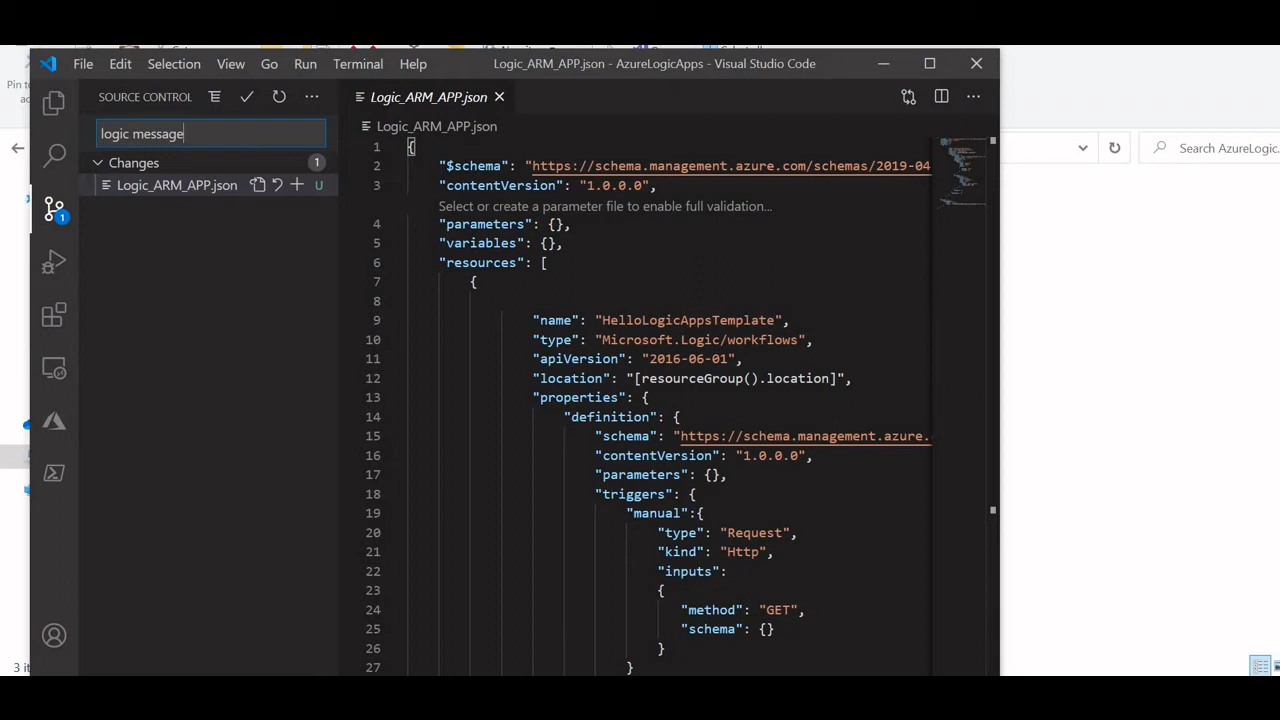 File Edit Selection View Go Run Terminal Help Logic_ARM_APP.json - AzureLogicApps - Visual Studio Code
Pin t
SOURCE CONTROL
Logic_ARM_APP.json
logic message
Logic_ARM_APP.json
Changes 1
Logic_ARM_APP.json U
1
Search AzureLogic.
1 {
2 "$schema": "https://schema.management.azure.com/schemas/2019-04
3 "contentVersion": "1.0.0.0",
Select or create a parameter file to enable full validation...
4 "parameters": {},
5 "variables": {},
6 "resources": [
7 {
8
9 "name": "HelloLogicAppsTemplate",
10 "type": "Microsoft.Logic/workflows",
11 "apiVersion": "2016-06-01",
12 "location": "[resourceGroup().location]",
13 "properties": {
14 "definition": {
15 "schema": "https://schema.management.azure.
16 "contentVersion": "1.0.0.0",
17 "parameters": {},
18 "triggers": {
19 "manual":{
20 "type": "Request",
21 "kind": "Http",
22 "inputs":
23 {
24 "method": "GET",
25 "schema": {}
26 }
27 }
3 it